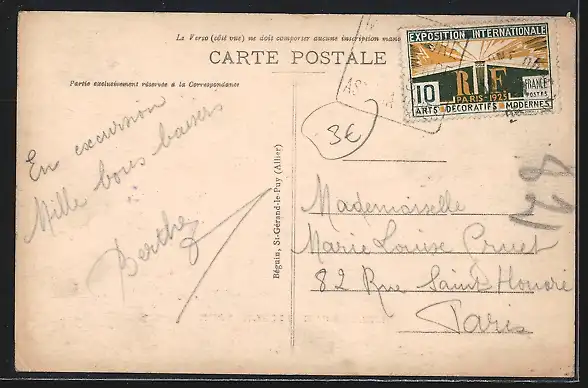 Le Verso (côté vue) ne doit comporter aucune inscription
CARTE POSTALE
Partie exclusivement réservée à la Correspondance
EXPOSITION INTERNATIONALE
RF
10
PARIS-1925
FRANCE
POSTES
ARTS DÉCORATIFS MODERNES
3€
En excursion
Mille bons baisers
Berthe
Béguin, St-Gérand-le-Puy (Allier)
Mademoiselle
Marie Louise Cruet
82 Rue Saint Honoré
Paris